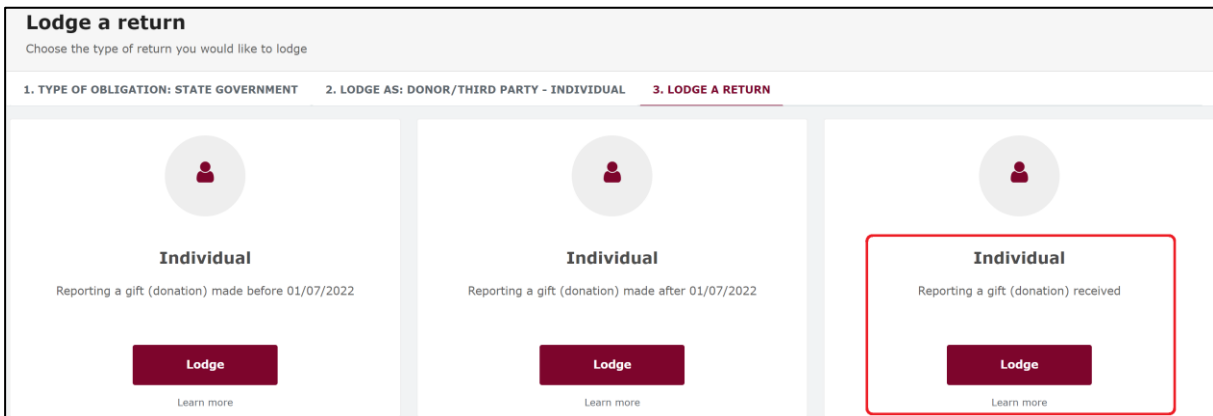 Lodge a return
Choose the type of return you would like to lodge
1. TYPE OF OBLIGATION: STATE GOVERNMENT 2. LODGE AS: DONOR/THIRD PARTY - INDIVIDUAL 3. LODGE A RETURN
Individual
Reporting a gift (donation) made before 01/07/2022
Lodge
Learn more
Individual
Reporting a gift (donation) made after 01/07/2022
Lodge
Learn more
Individual
Reporting a gift (donation) received
Lodge
Learn more